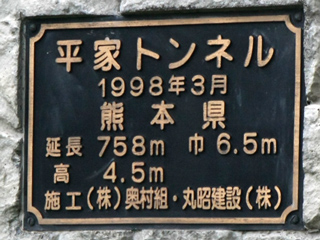 平家トンネル
1998年3月
熊本県
延長 758m 巾 6.5m
高 4.5m
施工(株)奥村組・丸昭建設(株)